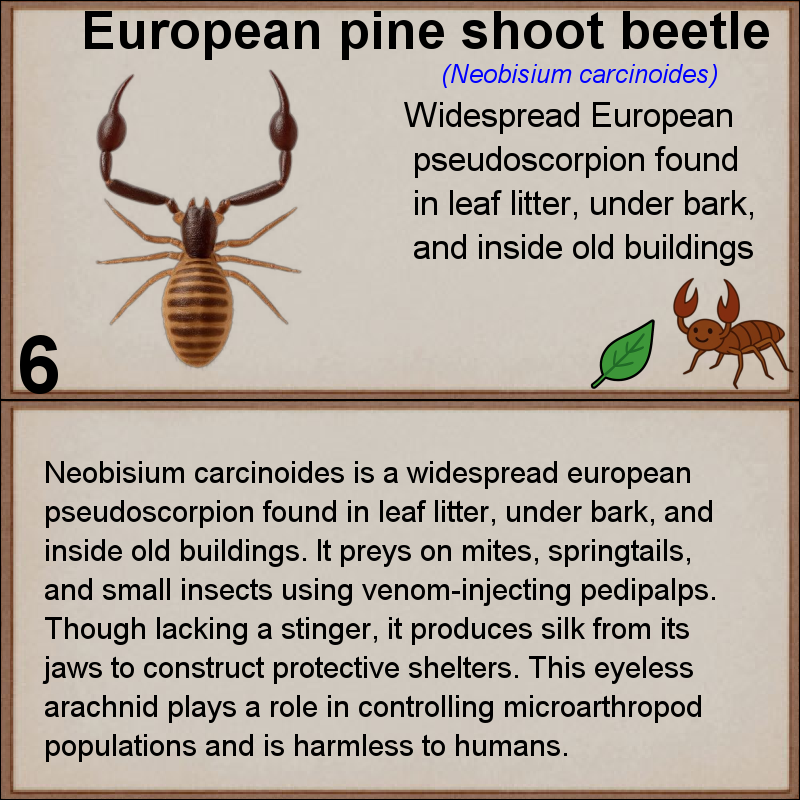 European pine shoot beetle
(Neobisium carcinoides)
Widespread European
pseudoscorpion found
in leaf litter, under bark,
and inside old buildings
6
Neobisium carcinoides is a widespread european
pseudoscorpion found in leaf litter, under bark, and
inside old buildings. It preys on mites, springtails,
and small insects using venom-injecting pedipalps.
Though lacking a stinger, it produces silk from its
jaws to construct protective shelters. This eyeless
arachnid plays a role in controlling microarthropod
populations and is harmless to humans.